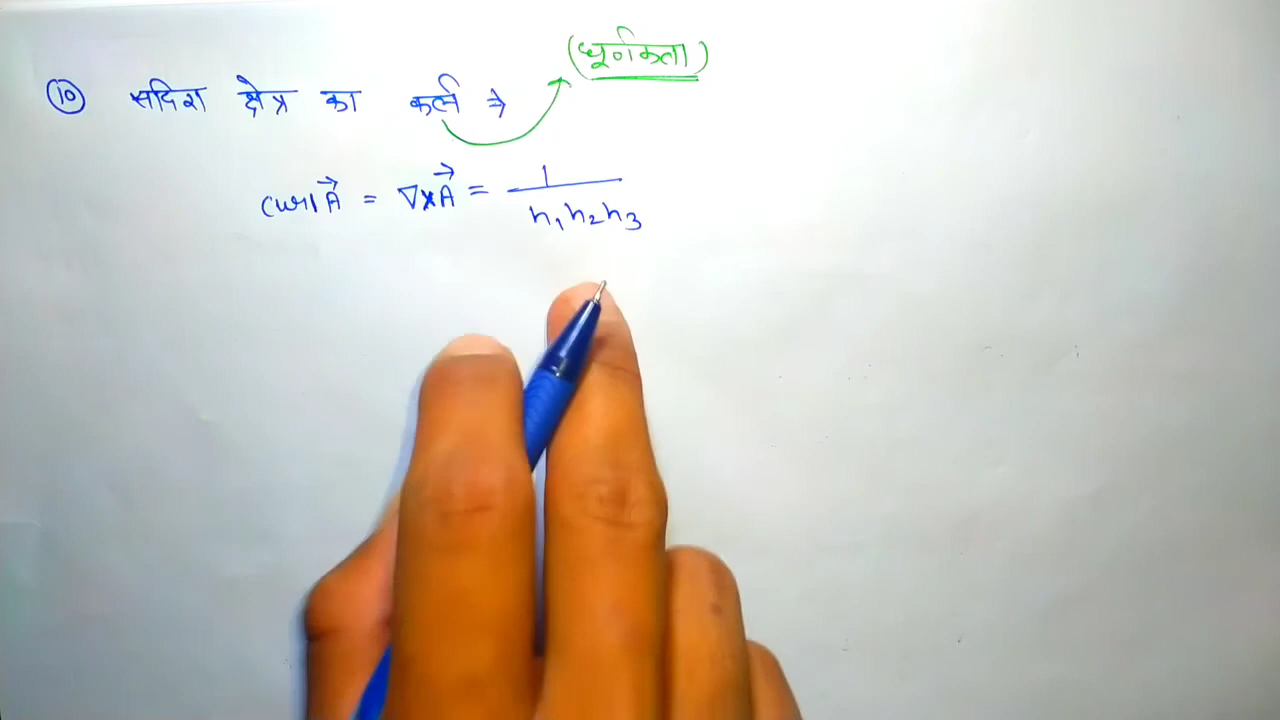 (घूर्णकता)
(10) सदिश क्षेत्र का कर्ल ⇒
Curl A⃗ = ∇×A⃗ = 1 / h₁h₂h₃